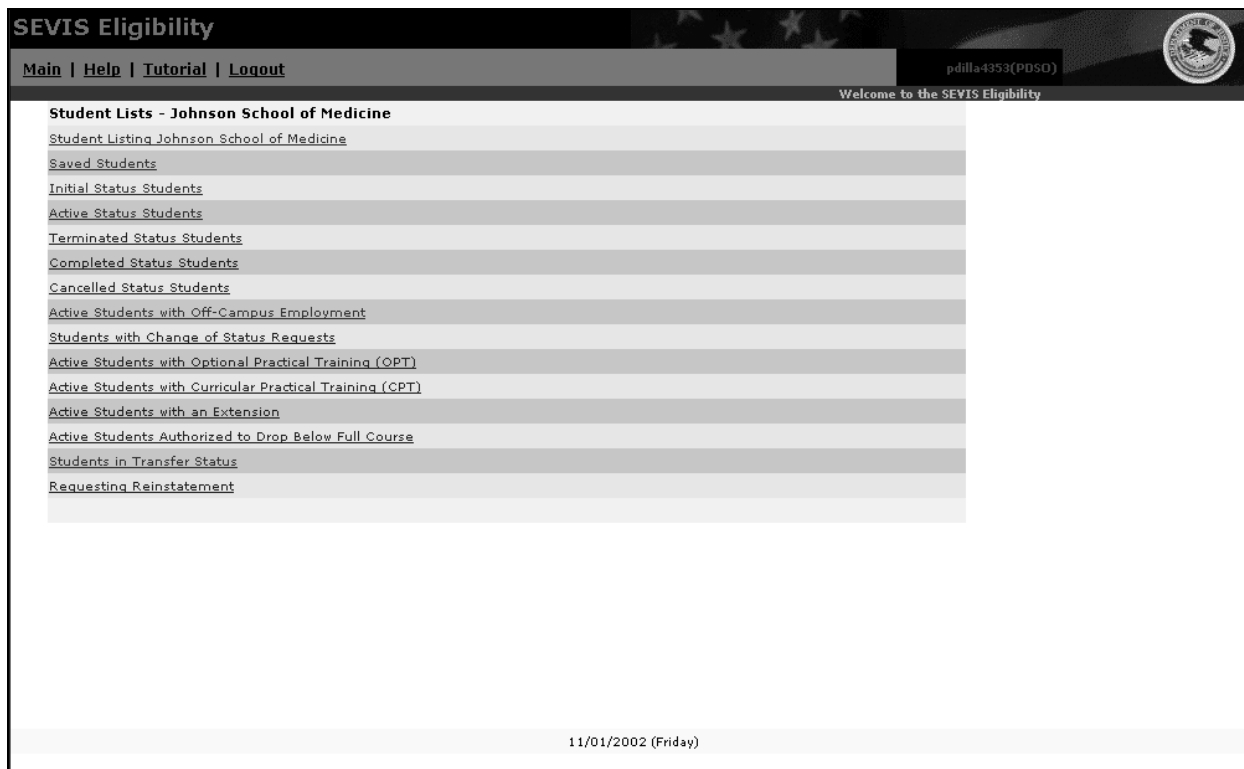 SEVIS Eligibility
Main | Help | Tutorial | Logout
pdilla4353(PDSO)
Welcome to the SEVIS Eligibility
Student Lists - Johnson School of Medicine
Student Listing Johnson School of Medicine
Saved Students
Initial Status Students
Active Status Students
Terminated Status Students
Completed Status Students
Cancelled Status Students
Active Students with Off-Campus Employment
Students with Change of Status Requests
Active Students with Optional Practical Training (OPT)
Active Students with Curricular Practical Training (CPT)
Active Students with an Extension
Active Students Authorized to Drop Below Full Course
Students in Transfer Status
Requesting Reinstatement
11/01/2002 (Friday)